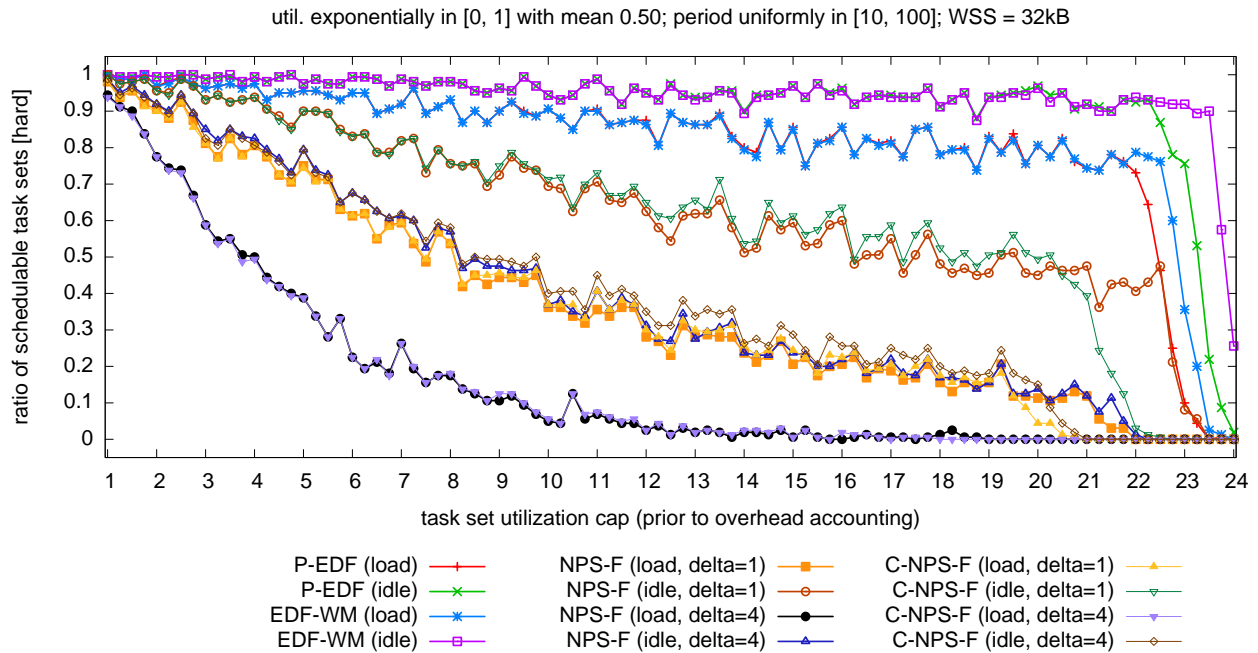 util. exponentially in [0, 1] with mean 0.50; period uniformly in [10, 100]; WSS = 32kB
ratio of schedulable task sets [hard]
1
0.9
0.8
0.7
0.6
0.5
0.4
0.3
0.2
0.1
0
1 2 3 4 5 6 7 8 9 10 11 12 13 14 15 16 17 18 19 20 21 22 23 24
task set utilization cap (prior to overhead accounting)
P-EDF (load)
P-EDF (idle)
EDF-WM (load)
EDF-WM (idle)
NPS-F (load, delta=1)
NPS-F (idle, delta=1)
NPS-F (load, delta=4)
NPS-F (idle, delta=4)
C-NPS-F (load, delta=1)
C-NPS-F (idle, delta=1)
C-NPS-F (load, delta=4)
C-NPS-F (idle, delta=4)